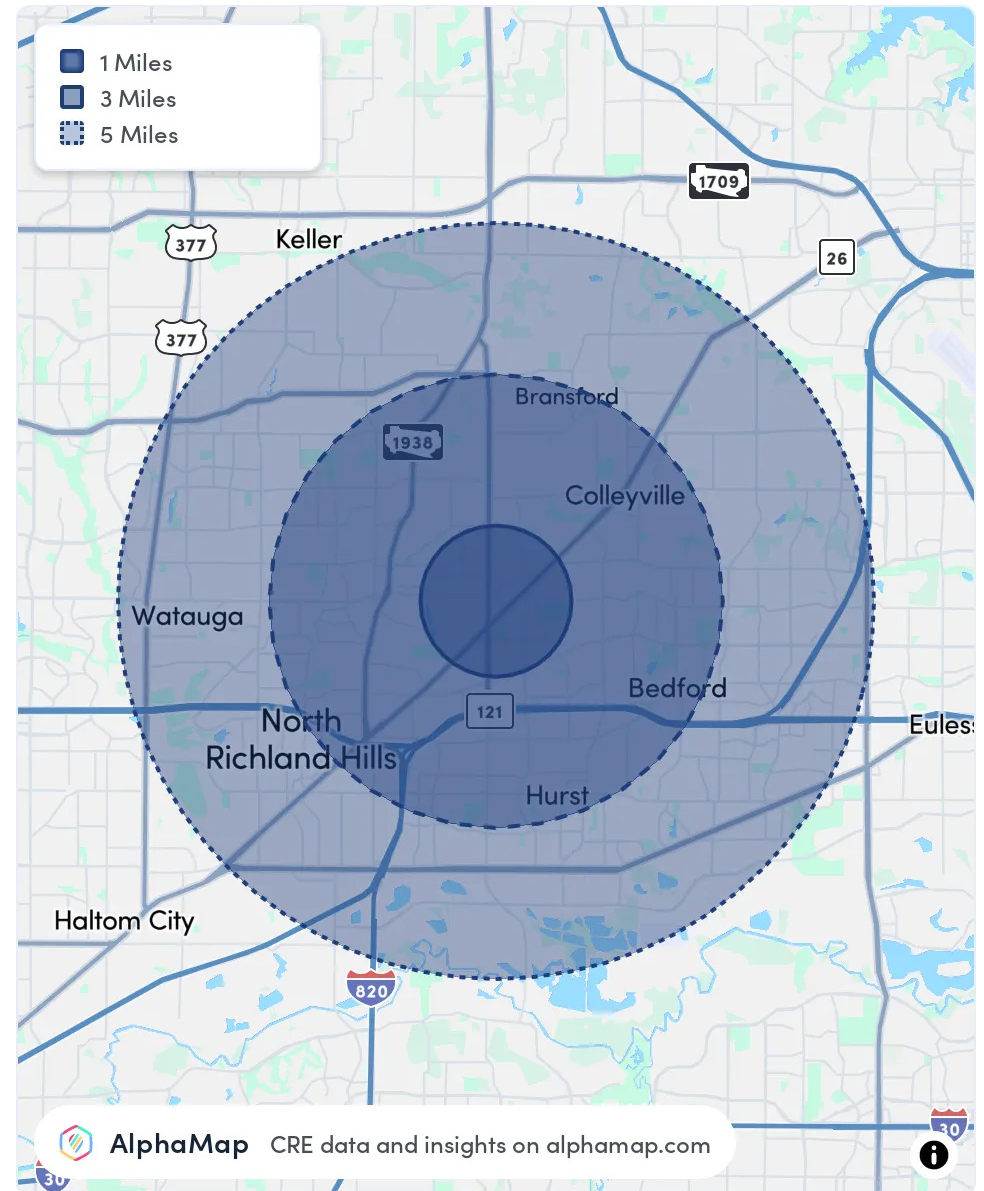 1 Miles
3 Miles
5 Miles
1709
377
Keller
26
377
Bransford
1938
Colleyville
Watauga
Bedford
121
North
Richland Hills
Euless
Hurst
Haltom City
820
30
AlphaMap CRE data and insights on alphamap.com
30